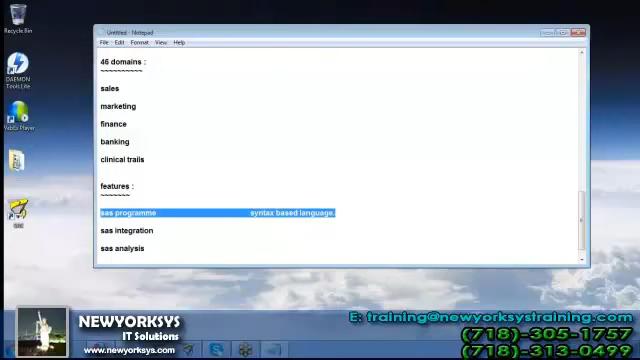 Recycle Bin
Untitled - Notepad
File Edit Format View Help
46 domains :
~~~~~~~~~~
sales
marketing
finance
banking
clinical trails
features :
~~~~~~~
sas programme syntax based language.
sas integration
sas analysis
DAEMON
Tools Lite
WebEx Player
NEWYORKSYS
IT Solutions
www.newyorksys.com
E: training@newyorksystraining.com
(718)-305-1757
(718)-313-0499